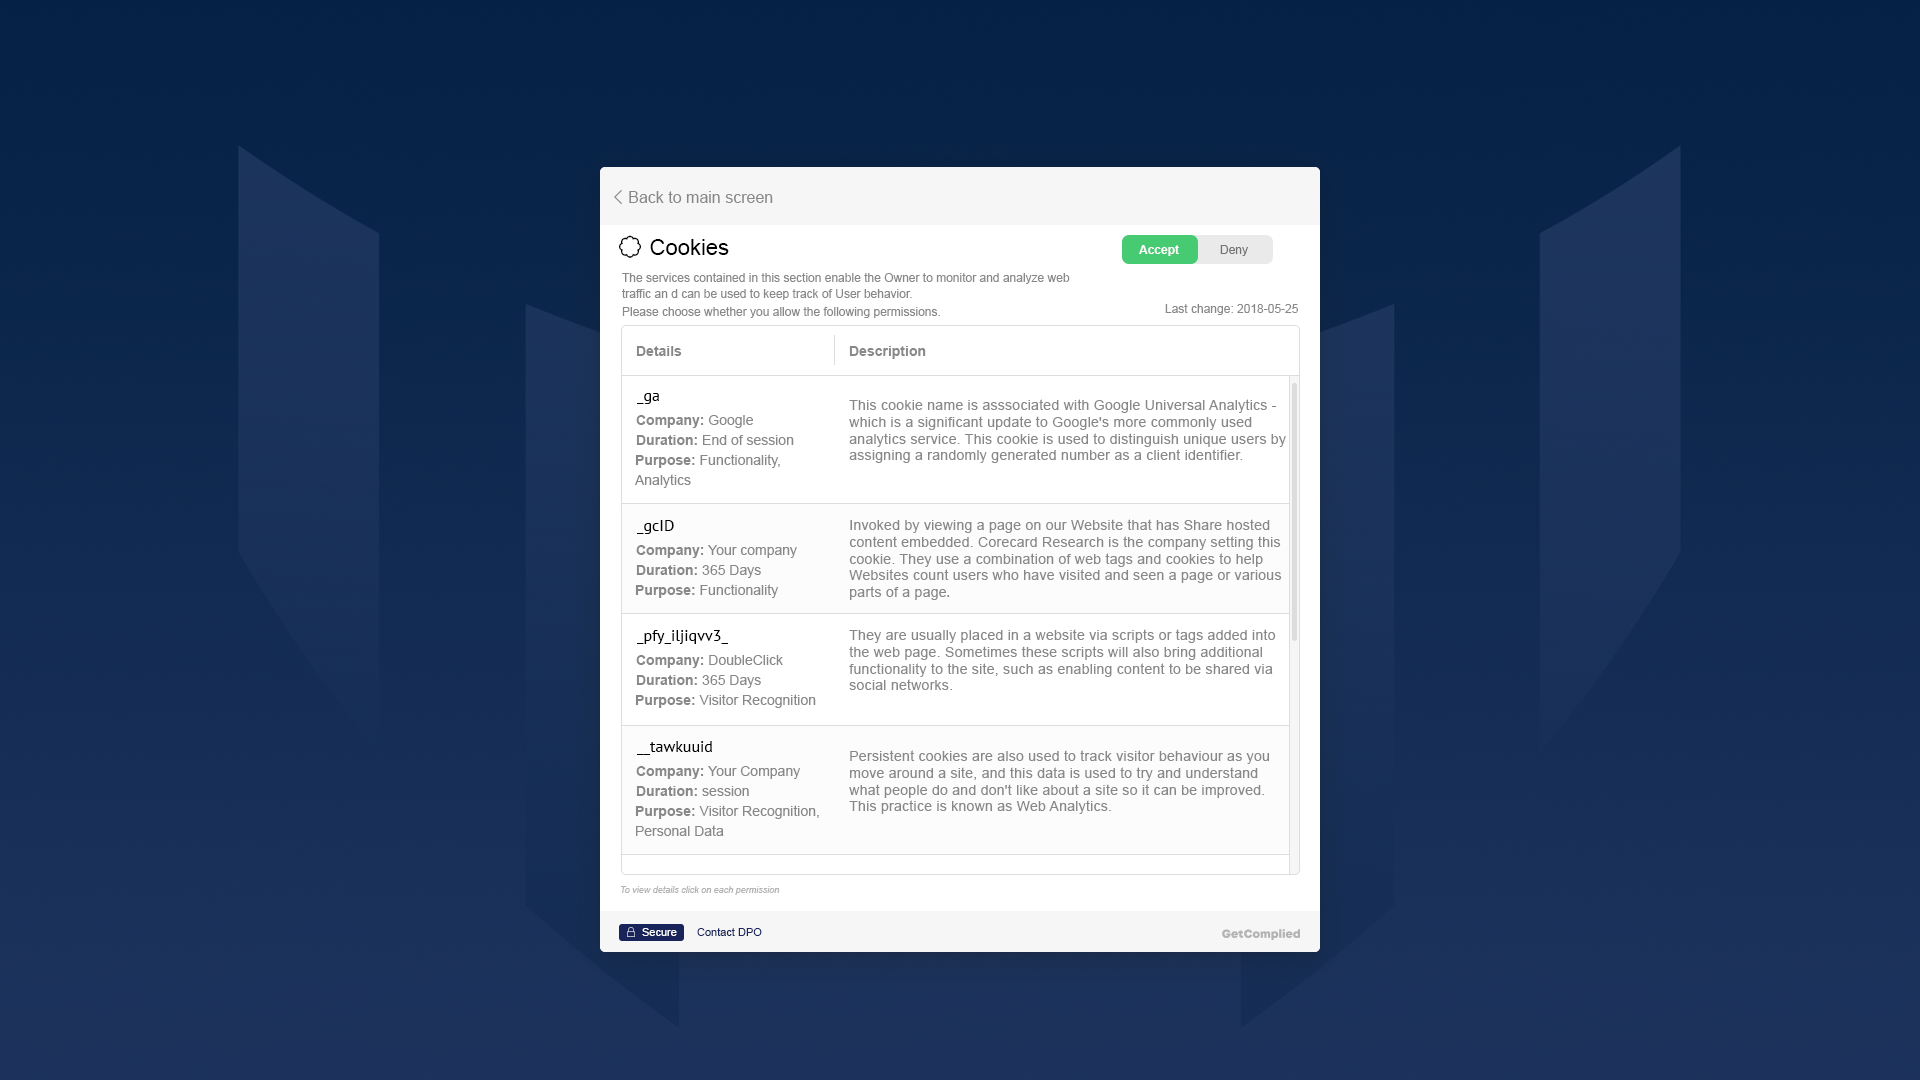 Back to main screen
Cookies
Accept
Deny
The services contained in this section enable the Owner to monitor and analyze web
traffic an d can be used to keep track of User behavior.
Please choose whether you allow the following permissions.
Last change: 2018-05-25
Details
Description
_ga
Company: Google
Duration: End of session
Purpose: Functionality,
Analytics
This cookie name is asssociated with Google Universal Analytics -
which is a significant update to Google's more commonly used
analytics service. This cookie is used to distinguish unique users by
assigning a randomly generated number as a client identifier.
_gcID
Company: Your company
Duration: 365 Days
Purpose: Functionality
Invoked by viewing a page on our Website that has Share hosted
content embedded. Corecard Research is the company setting this
cookie. They use a combination of web tags and cookies to help
Websites count users who have visited and seen a page or various
parts of a page.
_pfy_iljiqvv3_
Company: DoubleClick
Duration: 365 Days
Purpose: Visitor Recognition
They are usually placed in a website via scripts or tags added into
the web page. Sometimes these scripts will also bring additional
functionality to the site, such as enabling content to be shared via
social networks.
__tawkuuid
Company: Your Company
Duration: session
Purpose: Visitor Recognition,
Personal Data
Persistent cookies are also used to track visitor behaviour as you
move around a site, and this data is used to try and understand
what people do and don't like about a site so it can be improved.
This practice is known as Web Analytics.
To view details click on each permission
Secure
Contact DPO
GetComplied